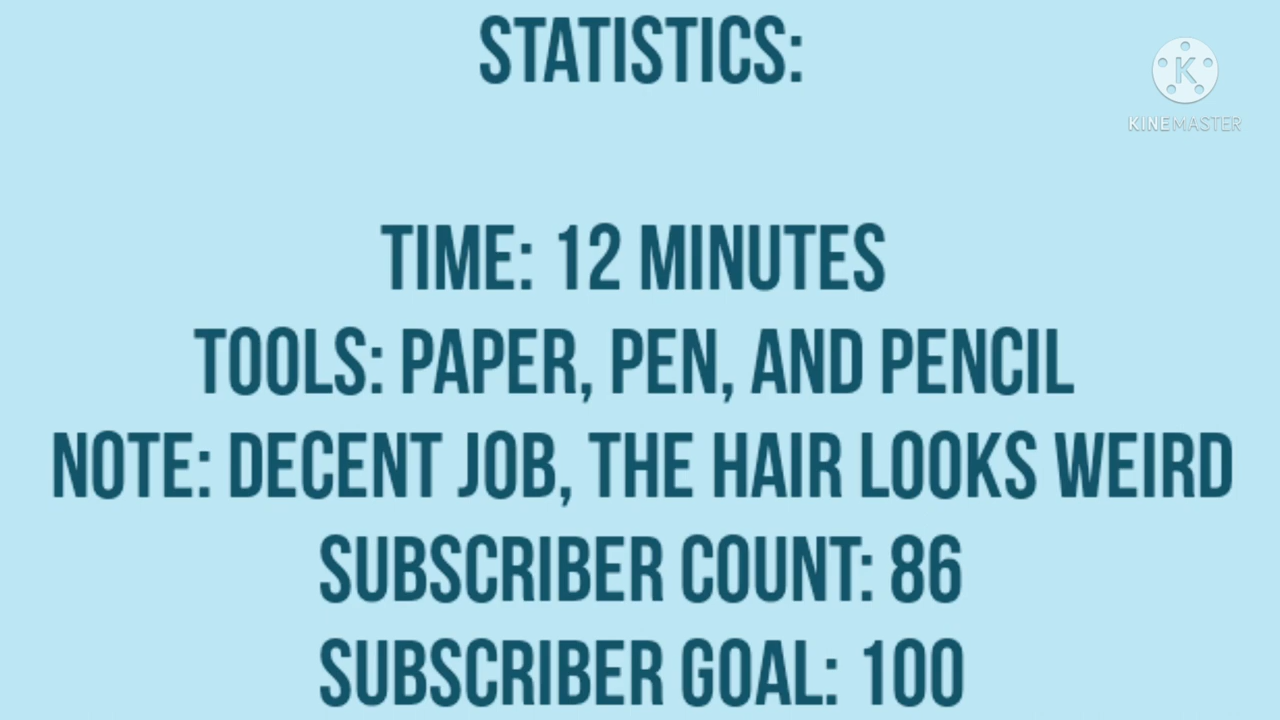 STATISTICS:
K
KINEMASTER
TIME: 12 MINUTES
TOOLS: PAPER, PEN, AND PENCIL
NOTE: DECENT JOB, THE HAIR LOOKS WEIRD
SUBSCRIBER COUNT: 86
SUBSCRIBER GOAL: 100